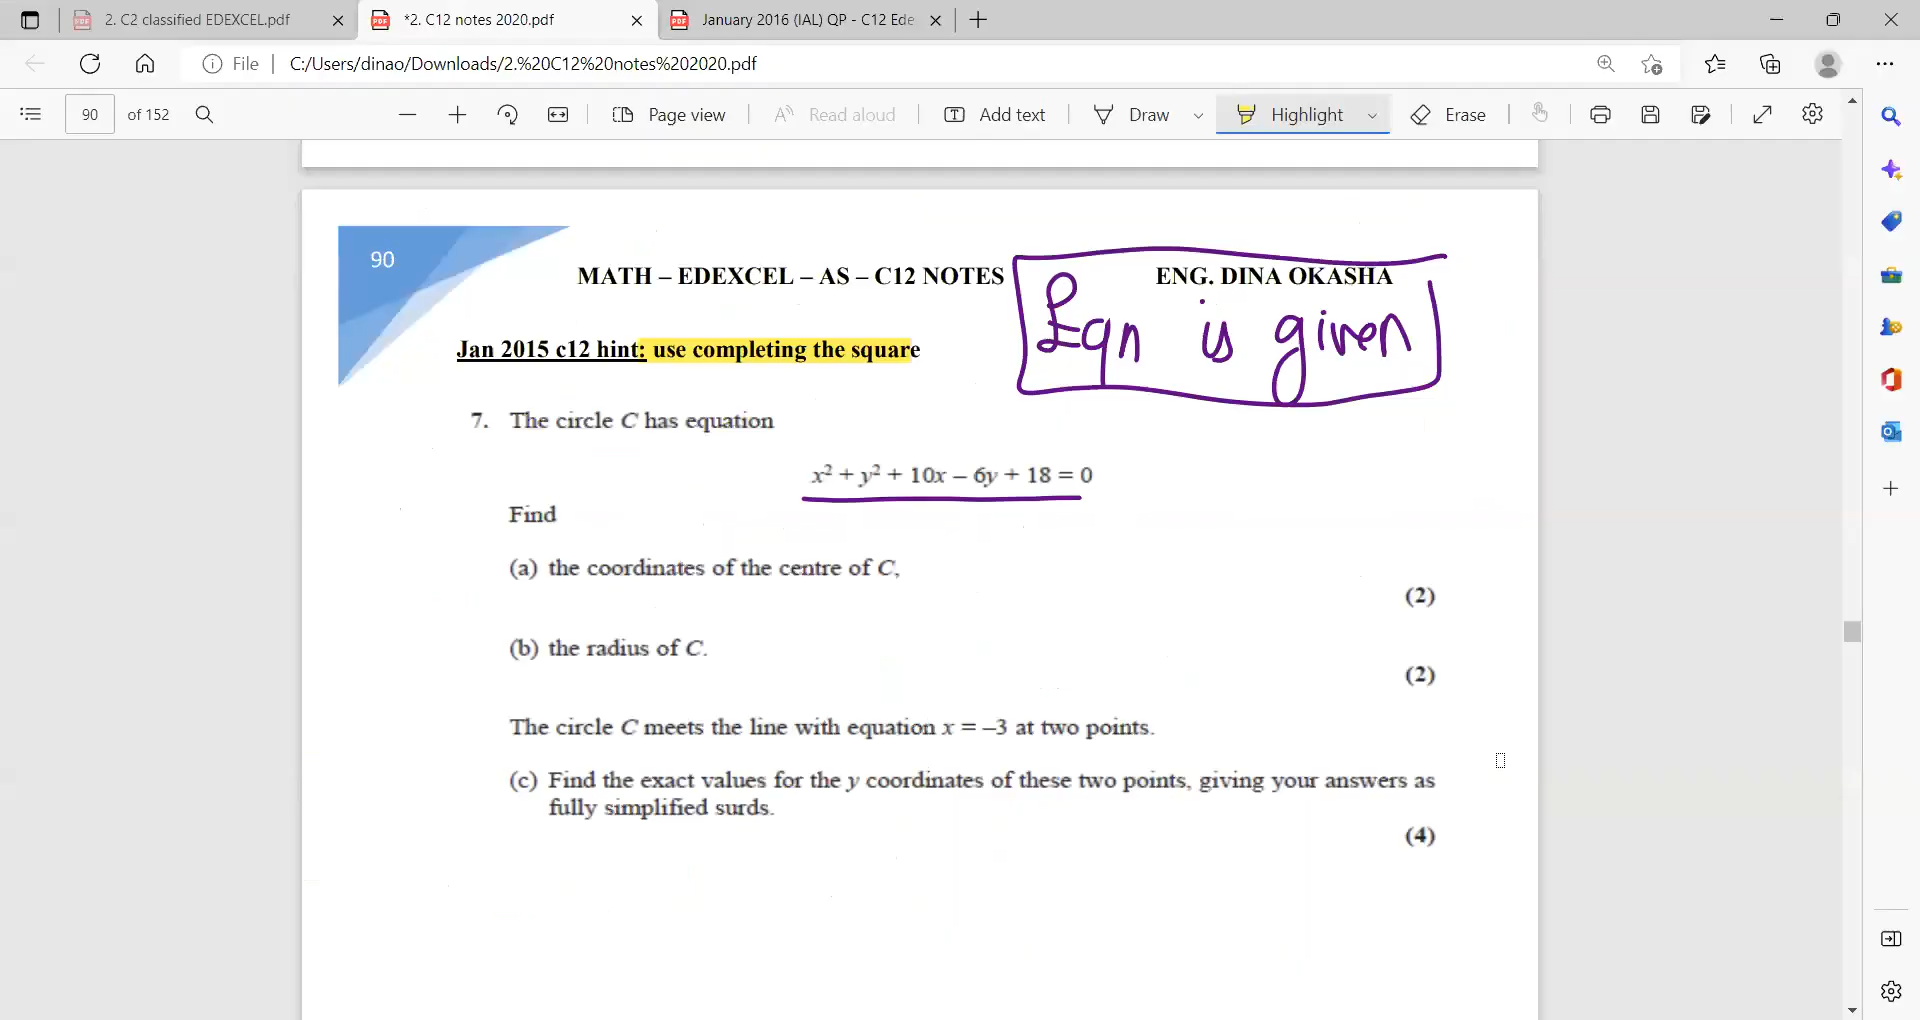 2. C2 classified EDEXCEL.pdf
*2. C12 notes 2020.pdf
January 2016 (IAL) QP - C12 Ede
File
C:/Users/dinao/Downloads/2.%20C12%20notes%202020.pdf
90 of 152
Page view
Read aloud
Add text
Draw
Highlight
Erase
90
MATH – EDEXCEL – AS – C12 NOTES
ENG. DINA OKASHA
Eqn is given
Jan 2015 c12 hint: use completing the square
7. The circle C has equation
x² + y² + 10x – 6y + 18 = 0
Find
(a) the coordinates of the centre of C,
(2)
(b) the radius of C.
(2)
The circle C meets the line with equation x = –3 at two points.
(c) Find the exact values for the y coordinates of these two points, giving your answers as
fully simplified surds.
(4)